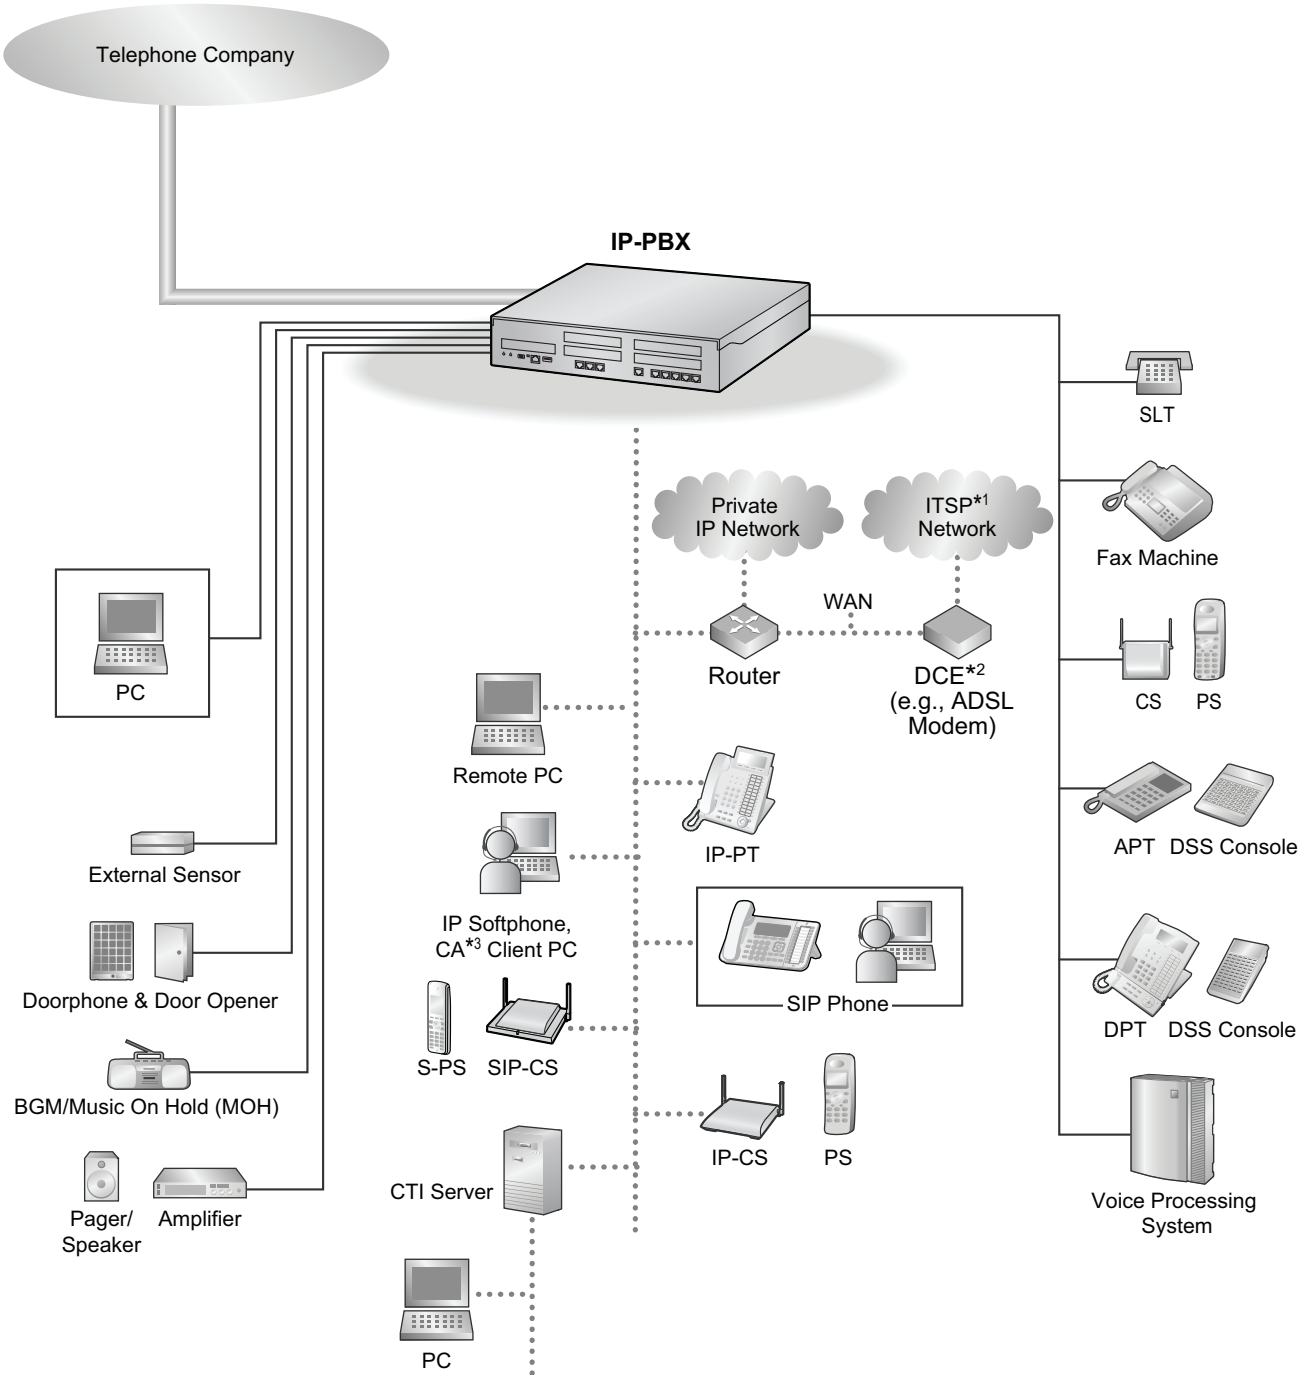 Telephone Company
IP-PBX
SLT
Private
IP Network
ITSP*1
Network
Fax Machine
WAN
Router
DCE*2
(e.g., ADSL
Modem)
CS
PS
PC
Remote PC
IP-PT
APT
DSS Console
External Sensor
IP Softphone,
CA*3 Client PC
SIP Phone
Doorphone & Door Opener
DPT
DSS Console
S-PS
SIP-CS
BGM/Music On Hold (MOH)
IP-CS
PS
CTI Server
Voice Processing
System
Pager/
Speaker
Amplifier
PC